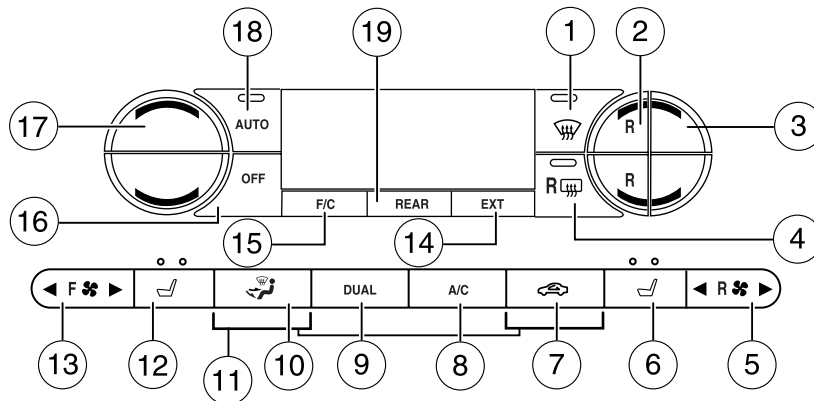 18 19 1 2
17 AUTO R 3
OFF R R
16 F/C REAR EXT
15 14 4
F DUAL A/C R
13 12 11 10 9 8 7 6 5